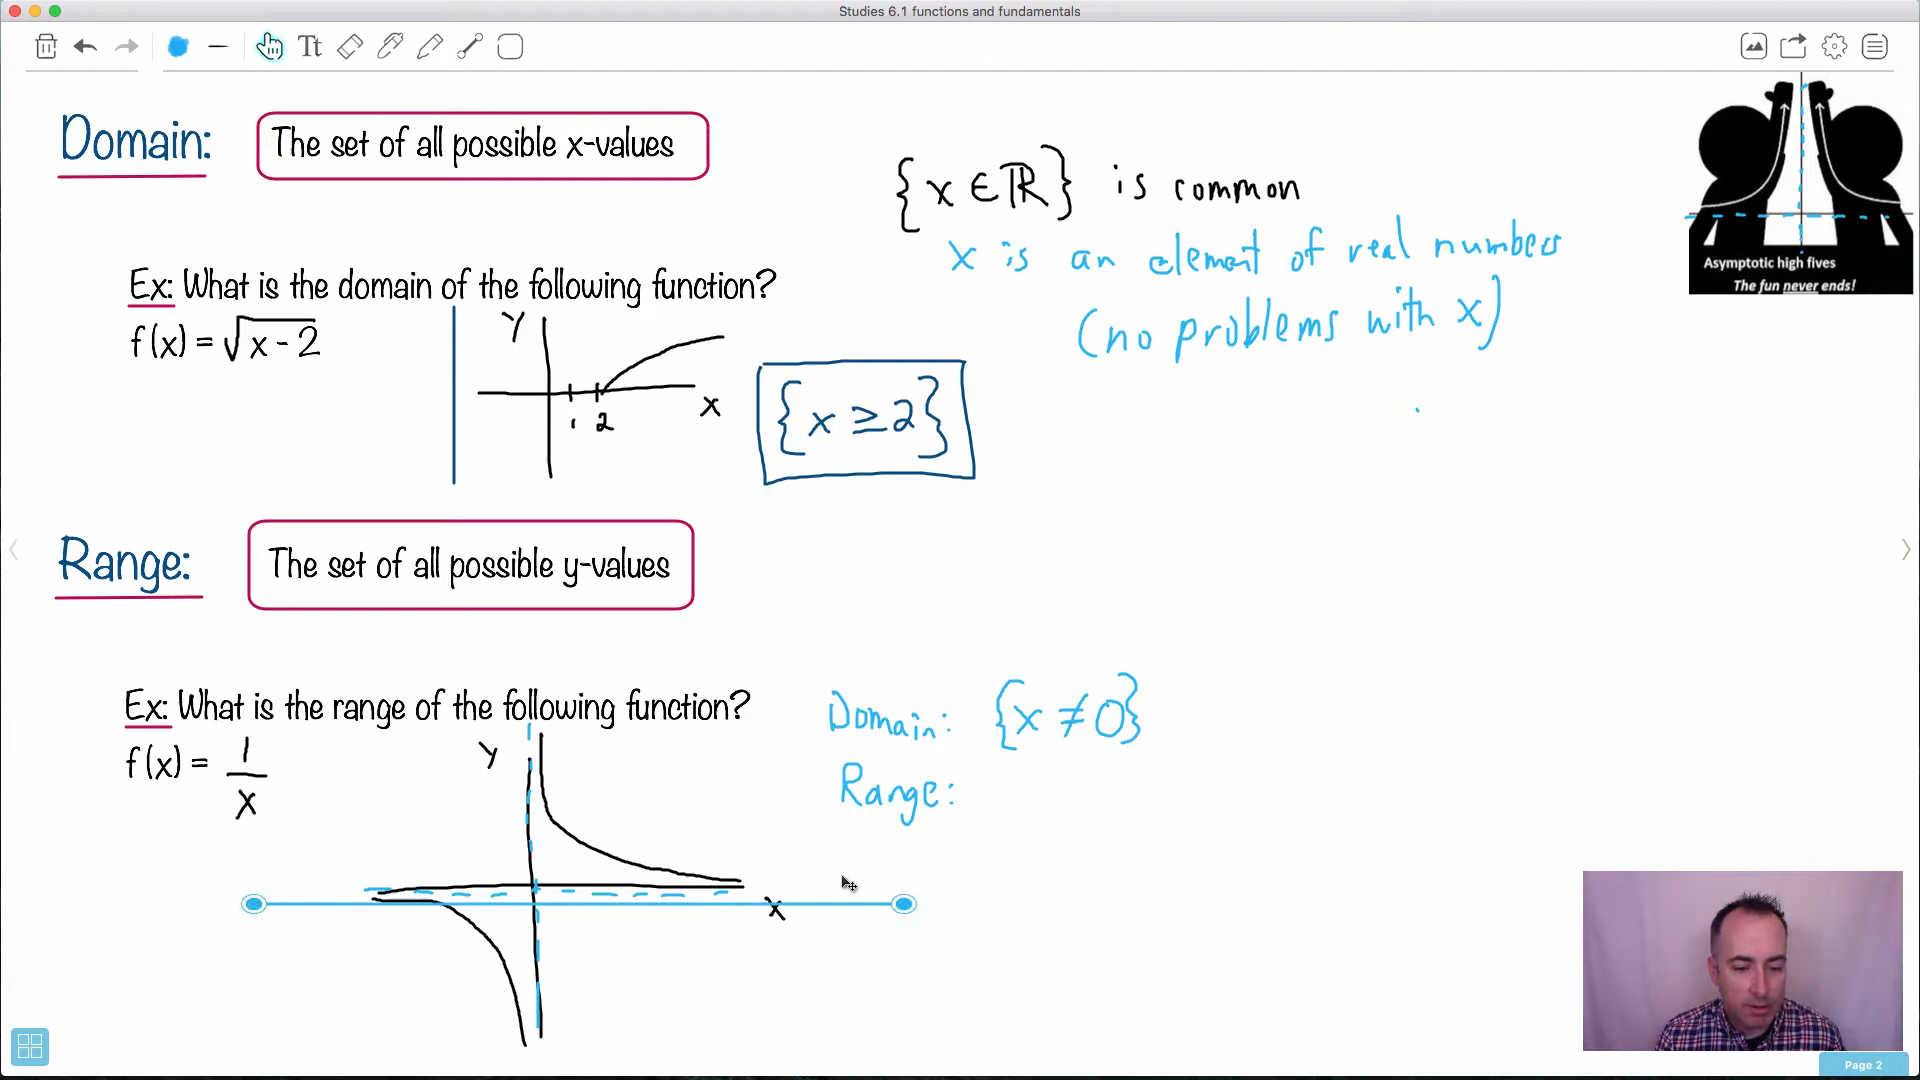 Studies 6.1 functions and fundamentals
Tt
Domain:
The set of all possible x-values
{x ∈ ℝ} is common
x is an element of real numbers
(no problems with x)
Asymptotic high fives
The fun never ends!
Ex: What is the domain of the following function?
f(x) = √x - 2
y
x
1 2
{x ≥ 2}
Range:
The set of all possible y-values
Ex: What is the range of the following function?
f(x) = 1/x
y
x
Domain: {x ≠ 0}
Range:
Page 2